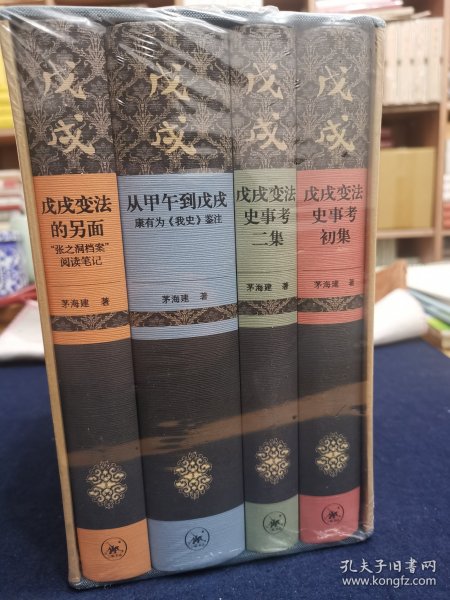 戊戌
戊戌变法
的另面
“张之洞档案”
阅读笔记
茅海建 著
戊戌
从甲午到戊戌
康有为《我史》鉴注
茅海建 著
戊戌
戊戌变法
史事考
二集
茅海建 著
戊戌
戊戌变法
史事考
初集
茅海建 著
孔夫子旧书网
www.kongfz.com